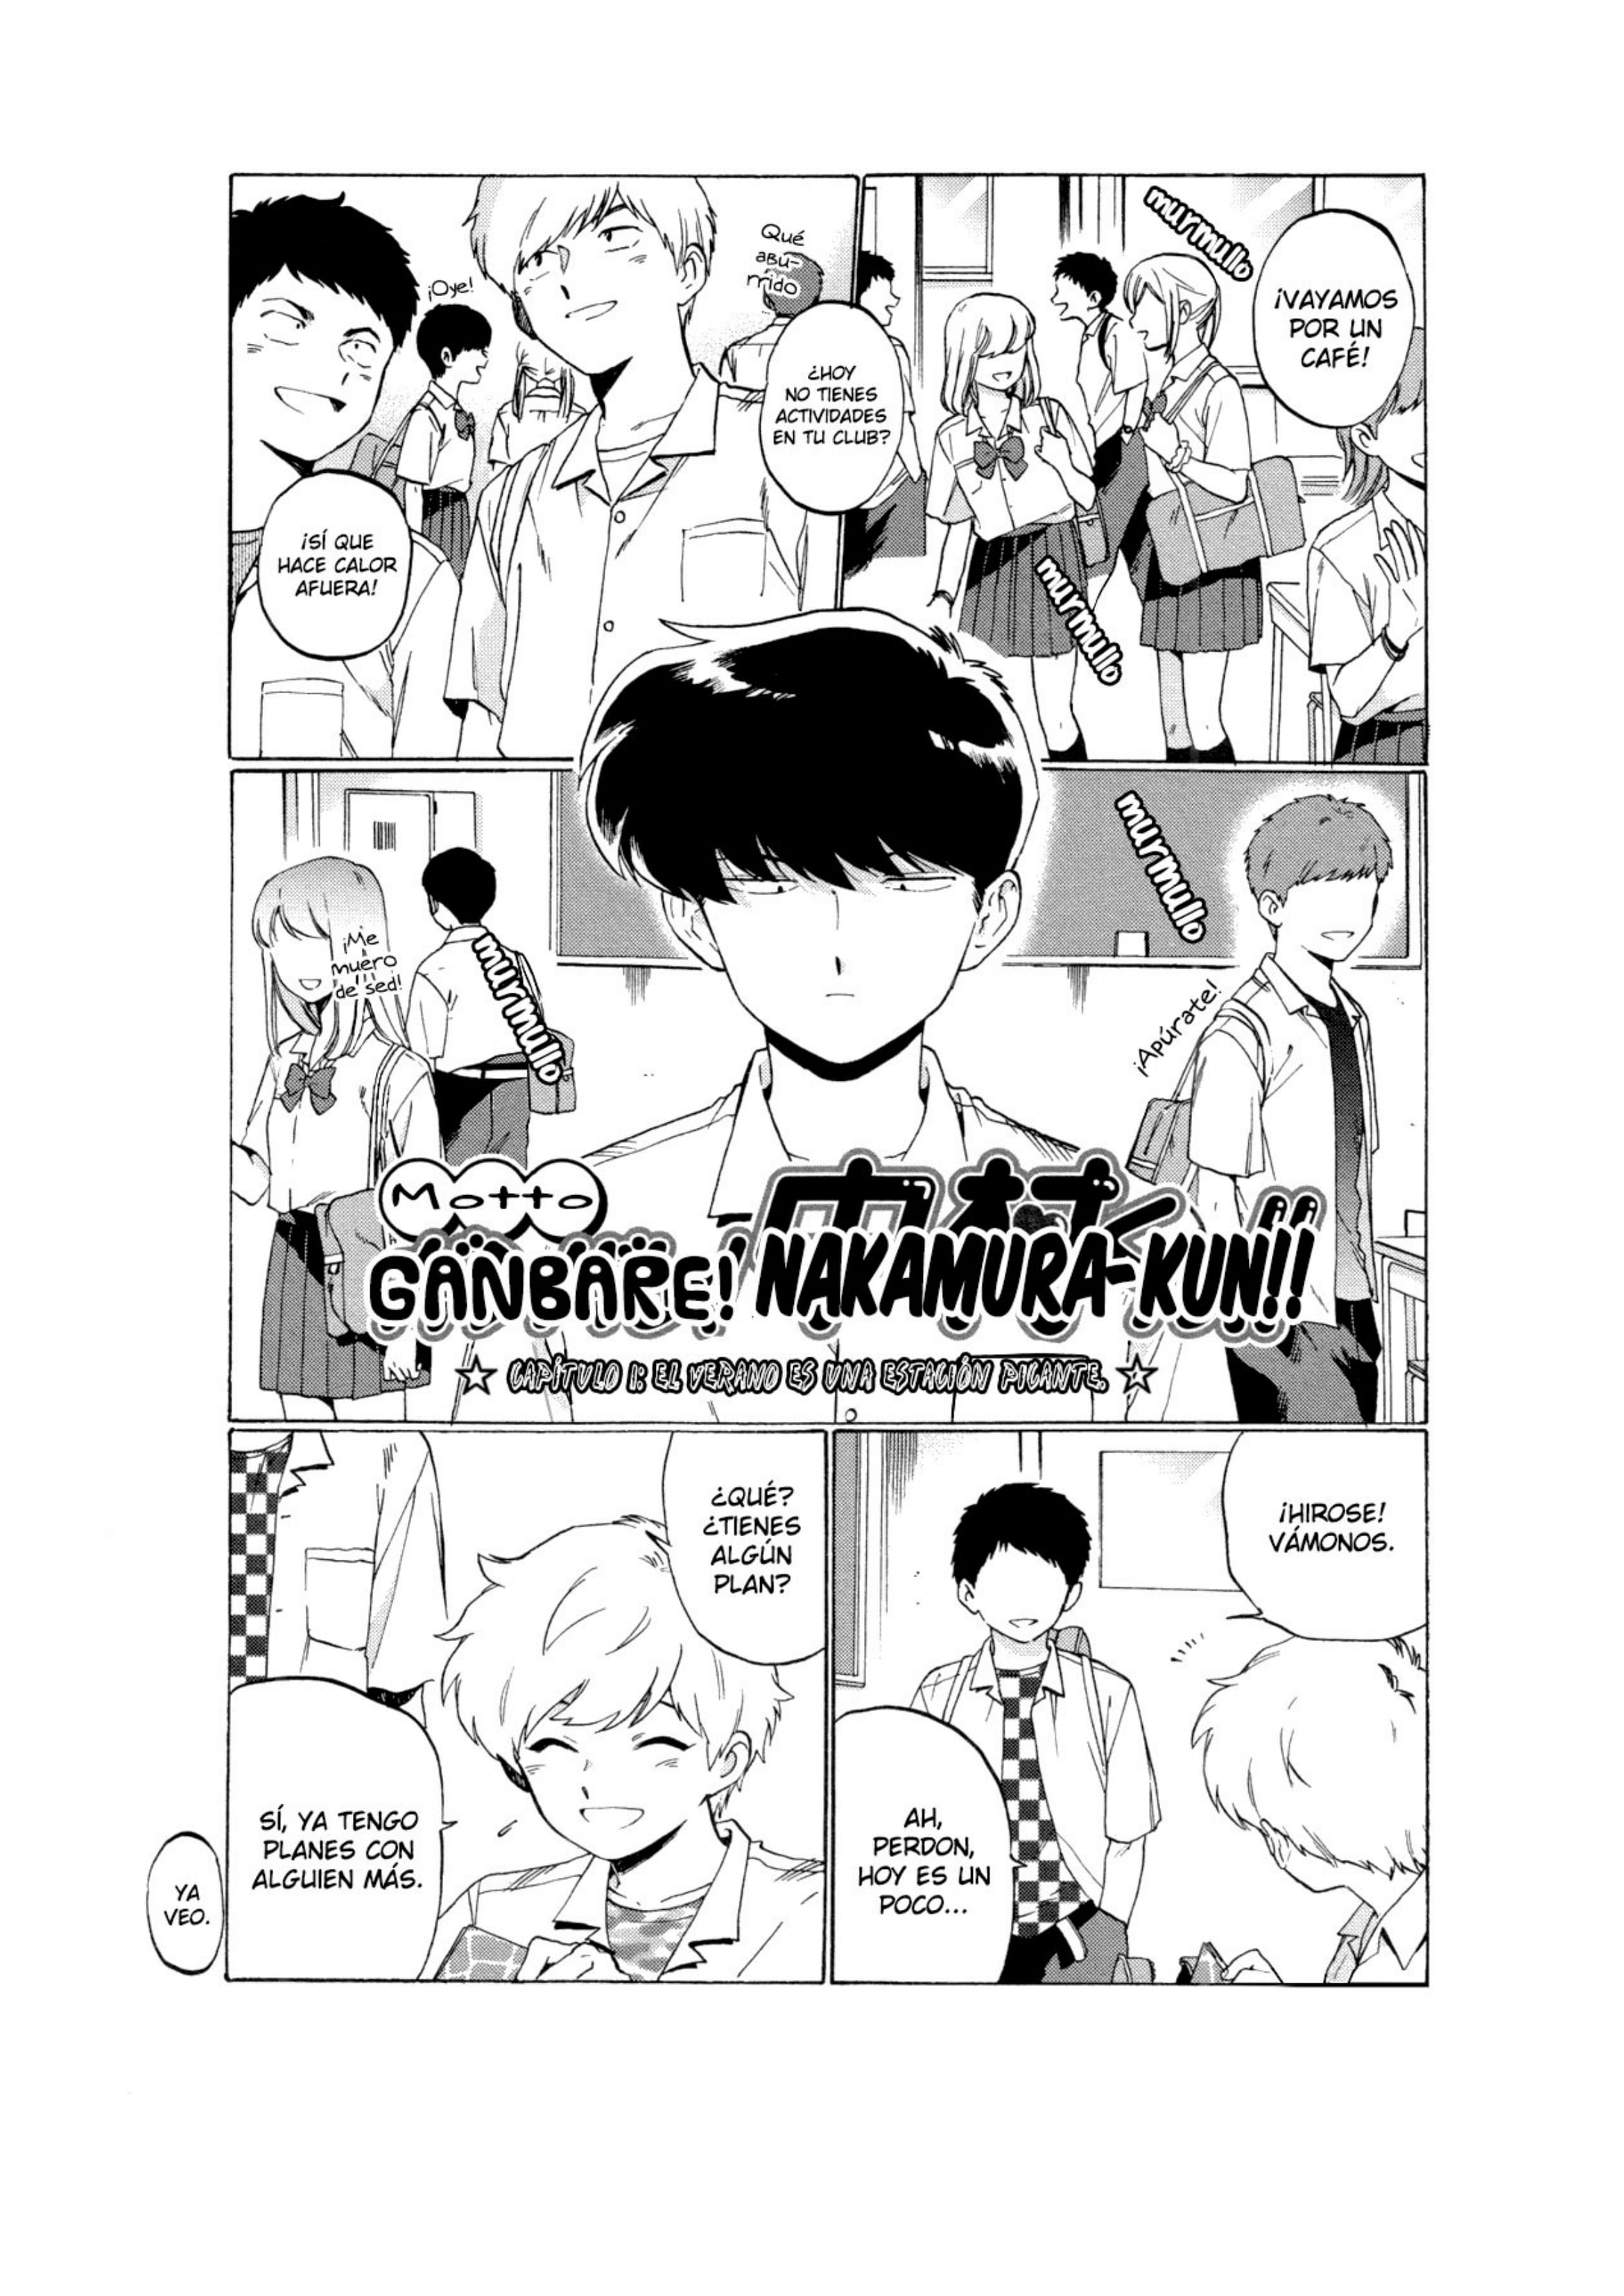 murmullo
¡VAYAMOS
POR UN
CAFÉ!
murmullo
Qué
abu-
rrido
¿HOY
NO TIENES
ACTIVIDADES
EN TU CLUB?
¡Oye!
¡SÍ QUE
HACE CALOR
AFUERA!
murmullo
¡Apúrate!
¡Me
muero
de sed!
murmullo
Motto
GANBARE! NAKAMURA-KUN!!
☆ CAPÍTULO 1: EL VERANO ES UNA ESTACIÓN PICANTE. ☆
¡HIROSE!
VÁMONOS.
AH,
PERDON,
HOY ES UN
POCO...
¿QUÉ?
¿TIENES
ALGÚN
PLAN?
SÍ, YA TENGO
PLANES CON
ALGUIEN MÁS.
YA
VEO.